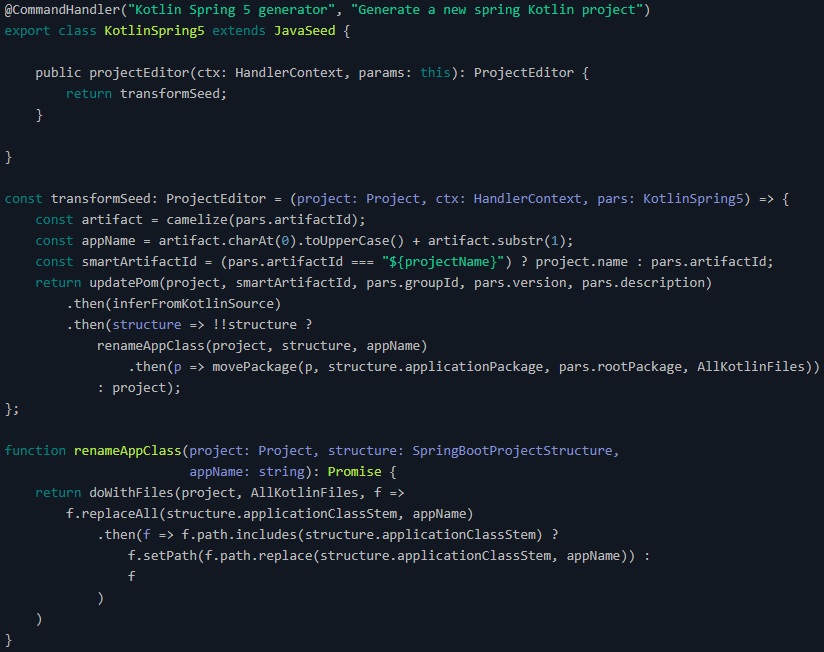 @CommandHandler("Kotlin Spring 5 generator", "Generate a new spring Kotlin project")
export class KotlinSpring5 extends JavaSeed {
    public projectEditor(ctx: HandlerContext, params: this): ProjectEditor {
        return transformSeed;
    }
}
const transformSeed: ProjectEditor = (project: Project, ctx: HandlerContext, pars: KotlinSpring5) => {
    const artifact = camelize(pars.artifactId);
    const appName = artifact.charAt(0).toUpperCase() + artifact.substr(1);
    const smartArtifactId = (pars.artifactId === "${projectName}") ? project.name : pars.artifactId;
    return updatePom(project, smartArtifactId, pars.groupId, pars.version, pars.description)
        .then(inferFromKotlinSource)
        .then(structure => !!structure ?
            renameAppClass(project, structure, appName)
                .then(p => movePackage(p, structure.applicationPackage, pars.rootPackage, AllKotlinFiles))
            : project);
};
function renameAppClass(project: Project, structure: SpringBootProjectStructure,
                        appName: string): Promise {
    return doWithFiles(project, AllKotlinFiles, f =>
        f.replaceAll(structure.applicationClassStem, appName)
            .then(f => f.path.includes(structure.applicationClassStem) ?
                f.setPath(f.path.replace(structure.applicationClassStem, appName)) :
                f
            )
    )
}